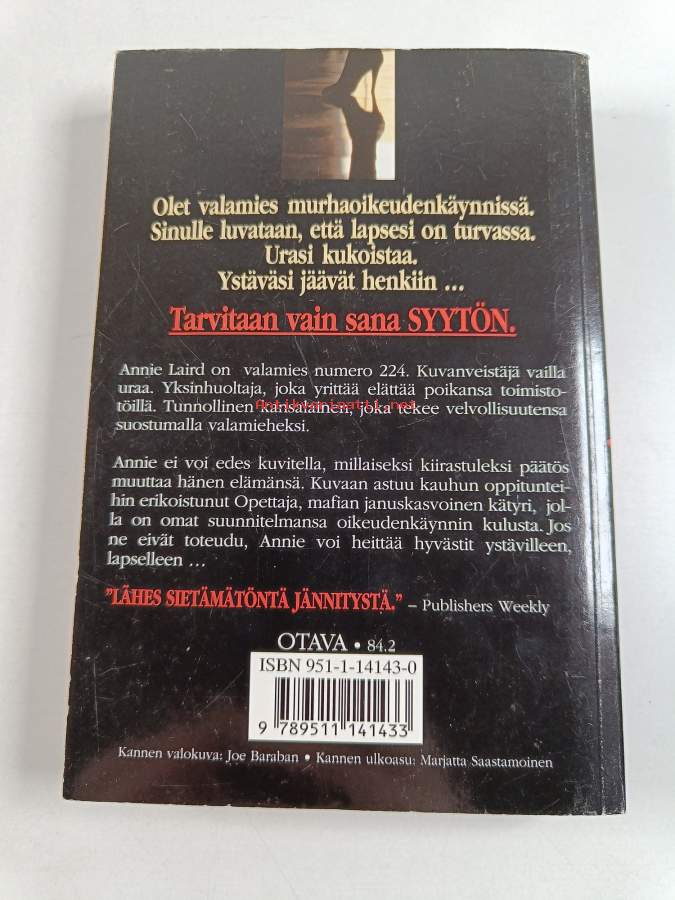 Olet valamies murhaoikeudenkäynnissä.
Sinulle luvataan, että lapsesi on turvassa.
Urasi kukoistaa.
Ystäväsi jäävät henkiin ...
Tarvitaan vain sana SYYTÖN.
Annie Laird on valamies numero 224. Kuvanveistäjä vailla
uraa. Yksinhuoltaja, joka yrittää elättää poikansa toimisto-
töillä. Tunnollinen kansalainen, joka tekee velvollisuutensa
suostumalla valamieheksi.
Antikvariaatti.net
Annie ei voi edes kuvitella, millaiseksi kiirastuleksi päätös
muuttaa hänen elämänsä. Kuvaan astuu kauhun oppituntei-
hin erikoistunut Opettaja, mafian januskasvoinen kätyri, jol-
la on omat suunnitelmansa oikeudenkäynnin kulusta. Jos
ne eivät toteudu, Annie voi heittää hyvästit ystävilleen,
lapselleen ...
"LÄHES SIETÄMÄTÖNTÄ JÄNNITYSTÄ." – Publishers Weekly
OTAVA • 84.2
ISBN 951-1-14143-0
9 789511 141433
Kannen valokuva: Joe Baraban • Kannen ulkoasu: Marjatta Saastamoinen